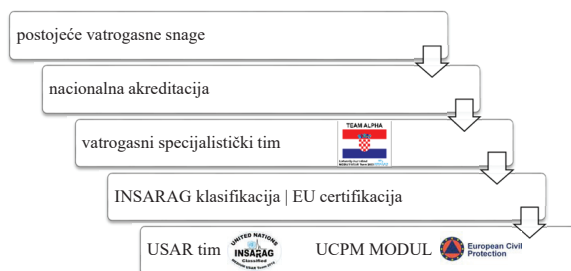 postojeće vatrogasne snage
nacionalna akreditacija
TEAM ALPHA
vatrogasni specijalistički tim
INSARAG klasifikacija | EU certifikacija
UNITED NATIONS
INSARAG
Classified
USAR tim
UCPM MODUL
European Civil
Protection